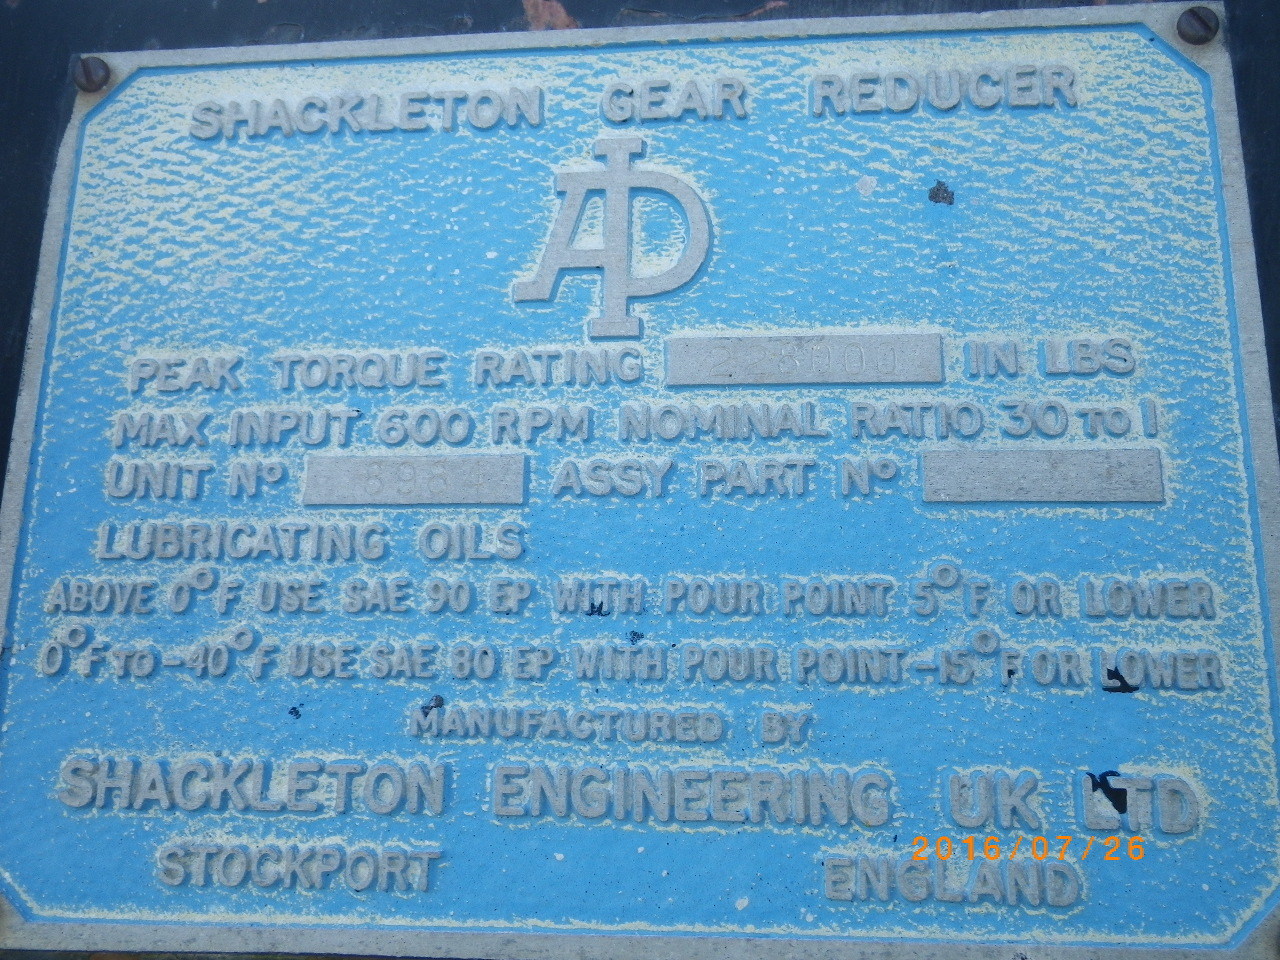 SHACKLETON GEAR REDUCER
AD
PEAK TORQUE RATING 228000 IN LBS
MAX INPUT 600 RPM NOMINAL RATIO 30 TO 1
UNIT Nº ASSY PART Nº
LUBRICATING OILS
ABOVE 0°F USE SAE 90 EP WITH POUR POINT 5°F OR LOWER
0°F TO -40°F USE SAE 80 EP WITH POUR POINT -15°F OR LOWER
MANUFACTURED BY
SHACKLETON ENGINEERING UK LTD
STOCKPORT ENGLAND
2016/07/26